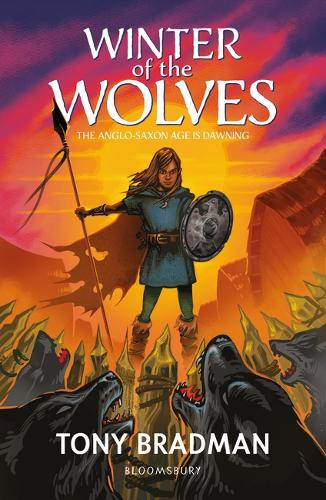 WINTER
of the
WOLVES
THE ANGLO-SAXON AGE IS DAWNING
TONY BRADMAN
BLOOMSBURY